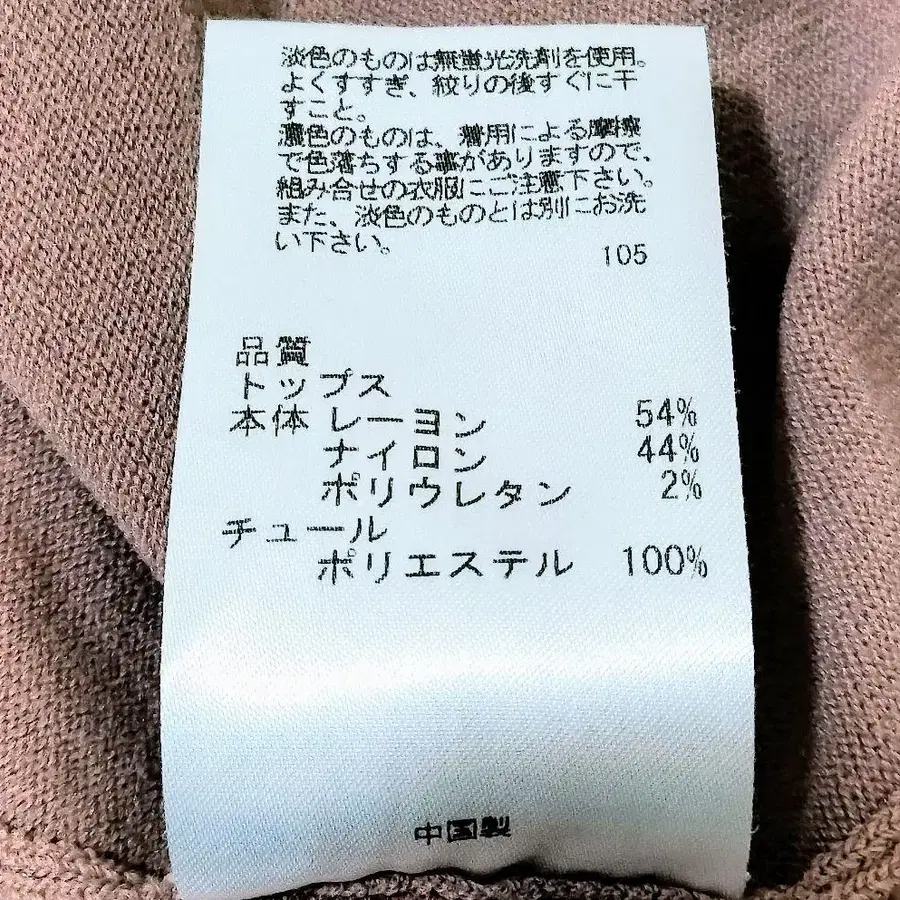 淡色のものは無蛍光洗剤を使用。
よくすすぎ、絞りの後すぐに干
すこと。
濃色のものは、着用による摩擦
で色落ちする事がありますので、
組み合せの衣服にご注意下さい。
また、淡色のものとは別にお洗
い下さい。
105
品質
トップス
本体 レーヨン 54%
ナイロン 44%
ポリウレタン 2%
チュール
ポリエステル 100%
中国製